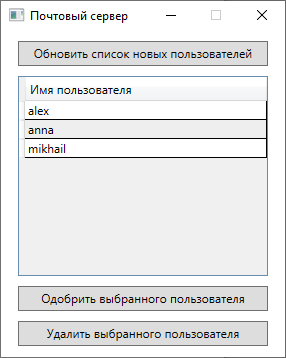 Почтовый сервер
Обновить список новых пользователей
Имя пользователя
alex
anna
mikhail
Одобрить выбранного пользователя
Удалить выбранного пользователя